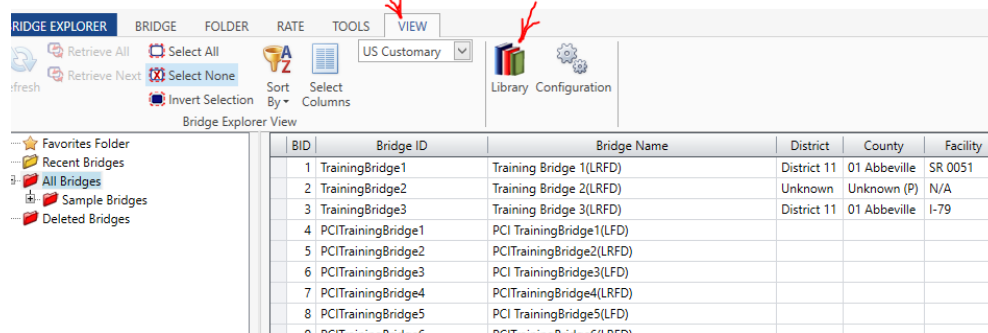 BRIDGE EXPLORER BRIDGE FOLDER RATE TOOLS VIEW
Retrieve All Select All US Customary
Retrieve Next Select None
Invert Selection
Sort By Select Columns Library Configuration
Bridge Explorer View
Favorites Folder
Recent Bridges
All Bridges
Sample Bridges
Deleted Bridges
BID Bridge ID Bridge Name District County Facility
1 TrainingBridge1 Training Bridge 1(LRFD) District 11 01 Abbeville SR 0051
2 TrainingBridge2 Training Bridge 2(LRFD) Unknown Unknown (P) N/A
3 TrainingBridge3 Training Bridge 3(LRFD) District 11 01 Abbeville I-79
4 PCITrainingBridge1 PCI TrainingBridge1(LFD)
5 PCITrainingBridge2 PCITrainingBridge2(LRFD)
6 PCITrainingBridge3 PCI TrainingBridge3(LFD)
7 PCITrainingBridge4 PCITrainingBridge4(LRFD)
8 PCITrainingBridge5 PCI TrainingBridge5(LFD)